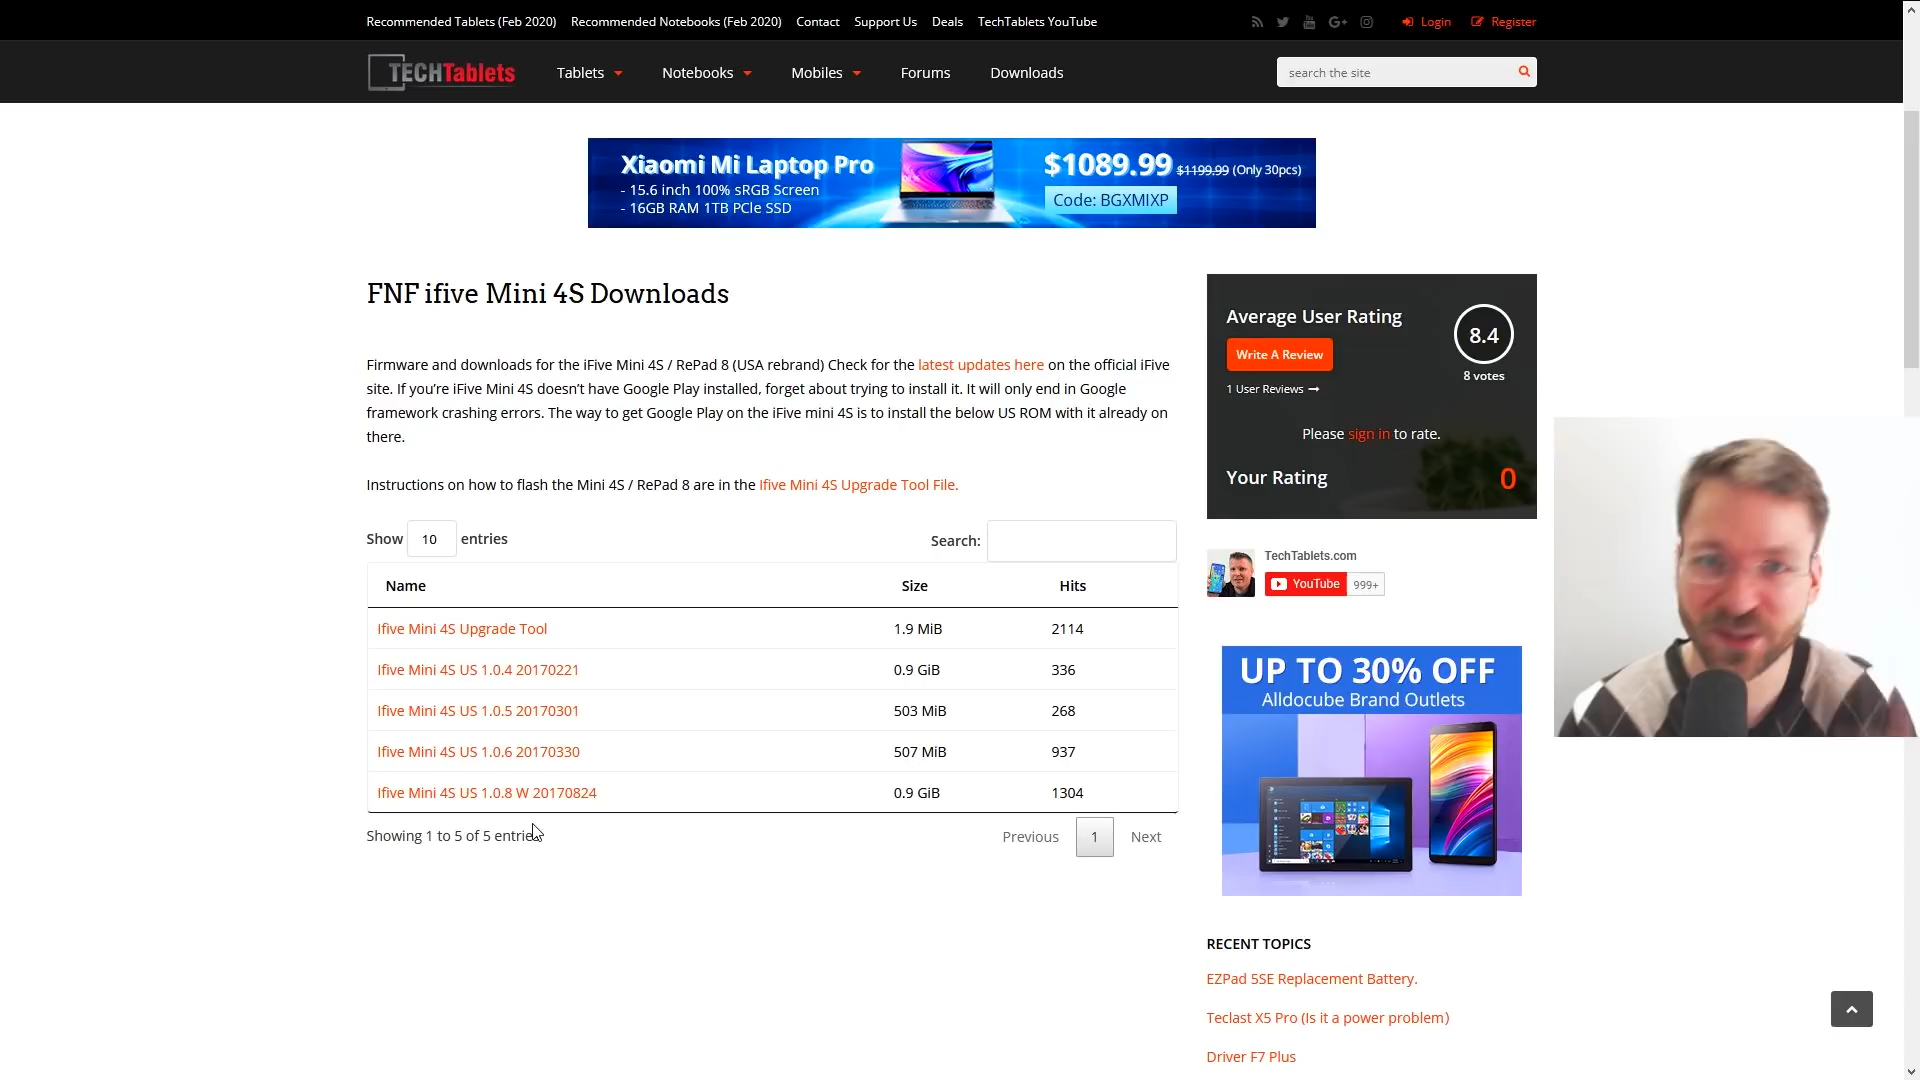 Recommended Tablets (Feb 2020) Recommended Notebooks (Feb 2020) Contact Support Us Deals TechTablets YouTube Login Register
TECHTablets Tablets Notebooks Mobiles Forums Downloads search the site
Xiaomi Mi Laptop Pro
- 15.6 inch 100% sRGB Screen
- 16GB RAM 1TB PCle SSD
$1089.99 $1199.99 (Only 30pcs)
Code: BGXMIXP
FNF ifive Mini 4S Downloads
Firmware and downloads for the iFive Mini 4S / RePad 8 (USA rebrand) Check for the latest updates here on the official iFive
site. If you’re iFive Mini 4S doesn’t have Google Play installed, forget about trying to install it. It will only end in Google
framework crashing errors. The way to get Google Play on the iFive mini 4S is to install the below US ROM with it already on
there.
Instructions on how to flash the Mini 4S / RePad 8 are in the Ifive Mini 4S Upgrade Tool File.
Show 10 entries Search:
Name Size Hits
Ifive Mini 4S Upgrade Tool 1.9 MiB 2114
Ifive Mini 4S US 1.0.4 20170221 0.9 GiB 336
Ifive Mini 4S US 1.0.5 20170301 503 MiB 268
Ifive Mini 4S US 1.0.6 20170330 507 MiB 937
Ifive Mini 4S US 1.0.8 W 20170824 0.9 GiB 1304
Showing 1 to 5 of 5 entries Previous 1 Next
Average User Rating
8.4
Write A Review
8 votes
1 User Reviews
Please sign in to rate.
Your Rating 0
TechTablets.com
YouTube 999+
UP TO 30% OFF
Alldocube Brand Outlets
RECENT TOPICS
EZPad 5SE Replacement Battery.
Teclast X5 Pro (Is it a power problem)
Driver F7 Plus